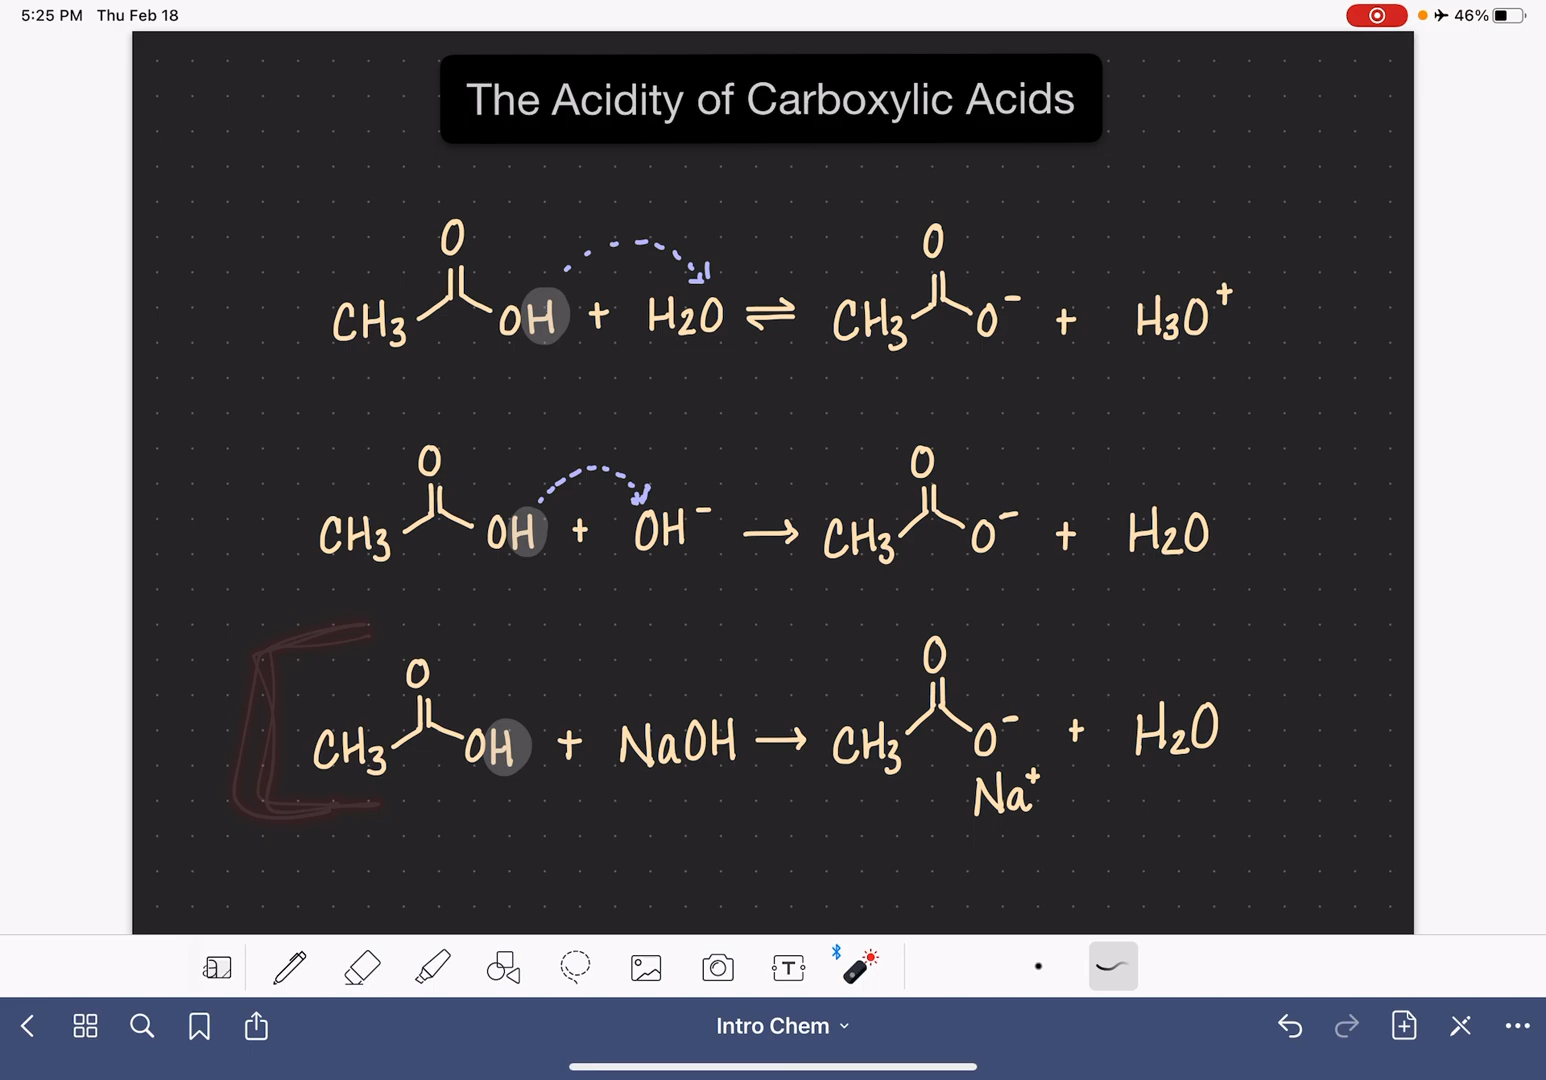 5:25 PM Thu Feb 18 46%
The Acidity of Carboxylic Acids
O O
CH3 OH + H2O ⇌ CH3 O⁻ + H3O⁺
O O
CH3 OH + OH⁻ → CH3 O⁻ + H2O
O O
CH3 OH + NaOH → CH3 O⁻ + H2O
Na⁺
a
T
Intro Chem